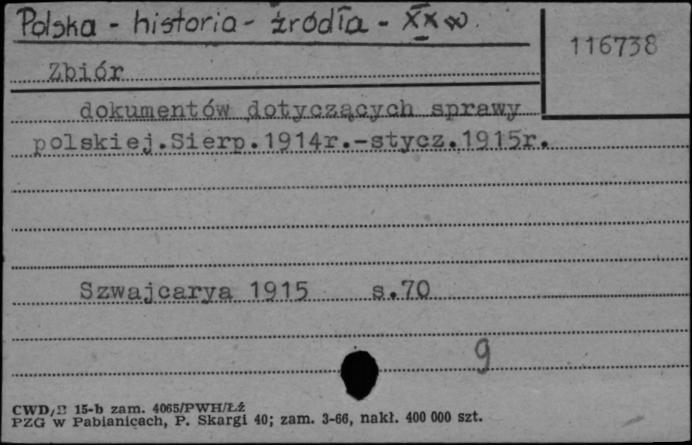 Polska - historia - źródła - XX w.
116738
Zbiór
dokumentów dotyczących sprawy
polskiej.Sierp.1914r.-stycz.1915r.
Szwajcarya 1915 s.70
9
CWD/E 15-b zam. 4065/PWH/Łź
PZG w Pabianicach, P. Skargi 40; zam. 3-66, nakł. 400 000 szt.